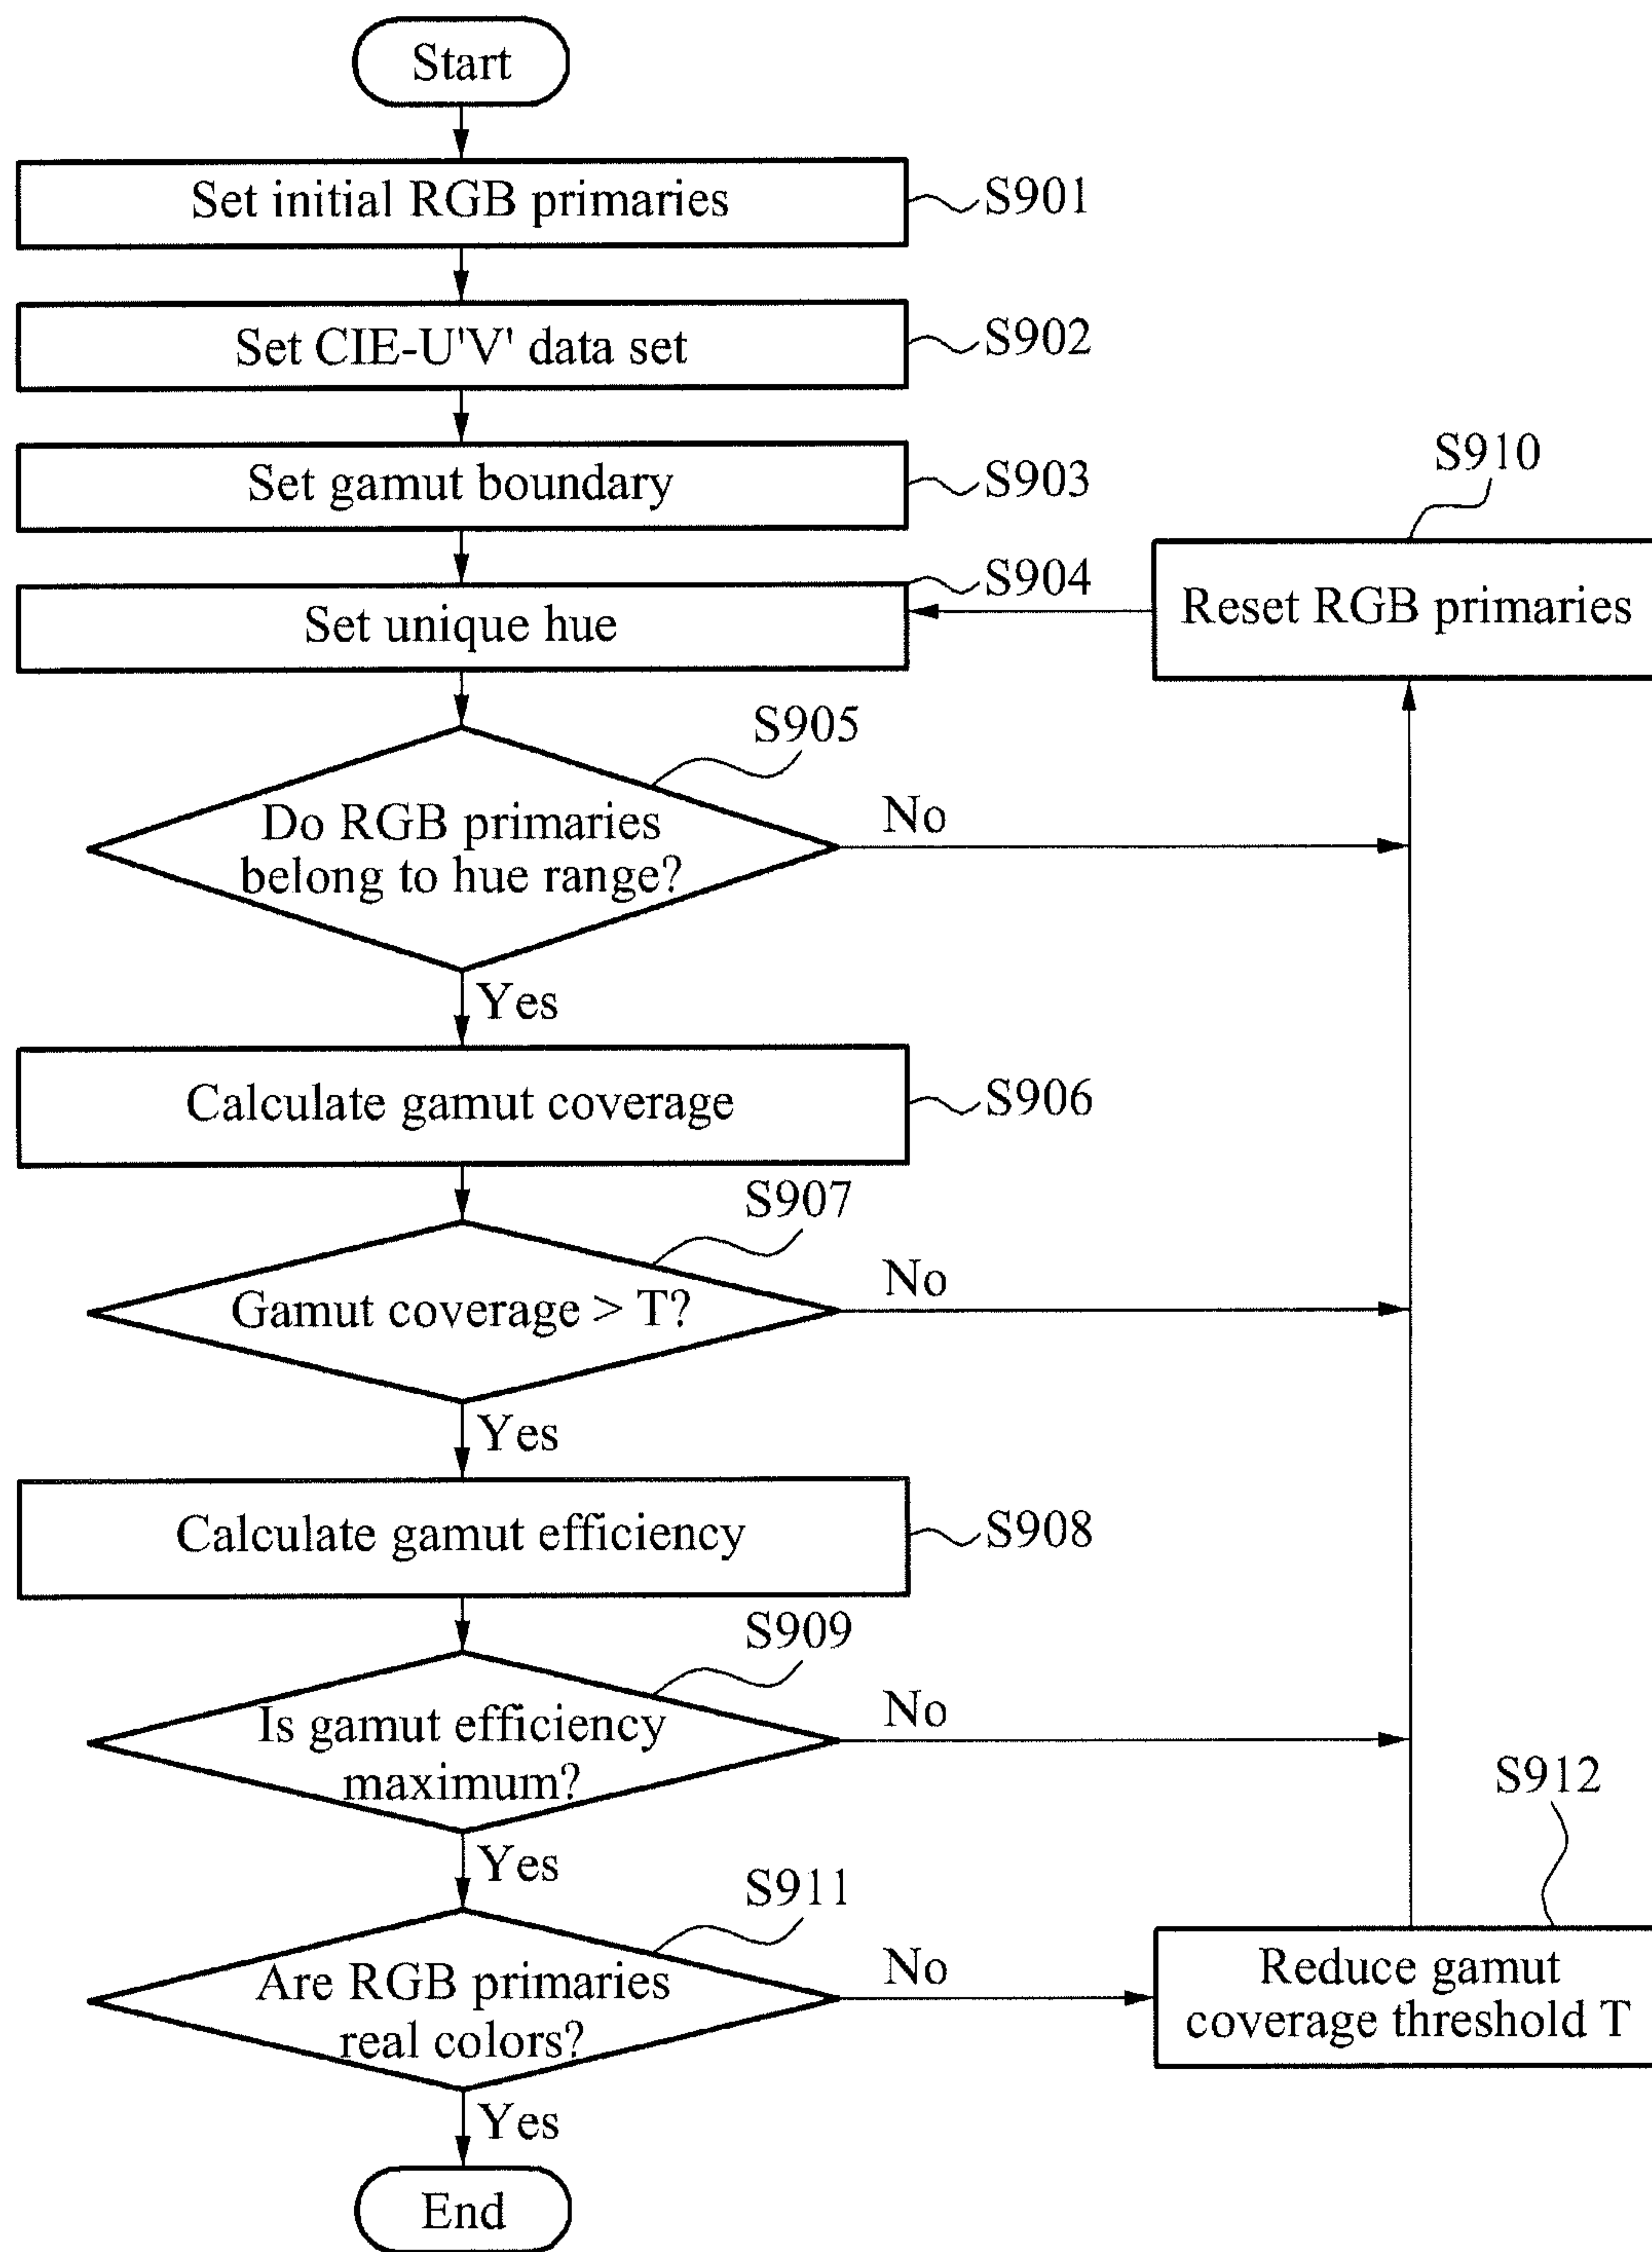 Start
Set initial RGB primaries
S901
Set CIE-U'V' data set
S902
Set gamut boundary
S903
S910
Set unique hue
S904
Reset RGB primaries
S905
Do RGB primaries
belong to hue range?
No
Yes
Calculate gamut coverage
S906
S907
Gamut coverage > T?
No
Yes
Calculate gamut efficiency
S908
S909
Is gamut efficiency
maximum?
No
S912
Yes
S911
Are RGB primaries
real colors?
No
Reduce gamut
coverage threshold T
Yes
End